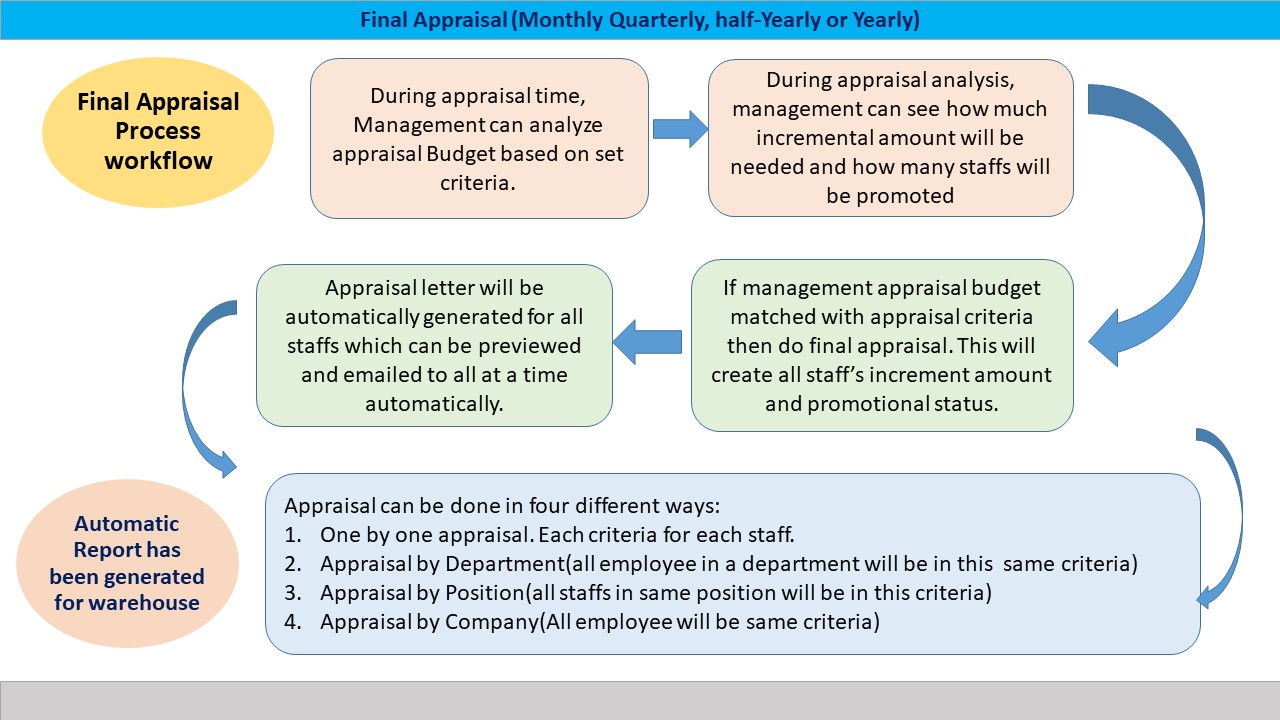 Final Appraisal (Monthly Quarterly, half-Yearly or Yearly)
Final Appraisal
Process
workflow
During appraisal time,
Management can analyze
appraisal Budget based on set
criteria.
During appraisal analysis,
management can see how much
incremental amount will be
needed and how many staffs will
be promoted
If management appraisal budget
matched with appraisal criteria
then do final appraisal. This will
create all staff’s increment amount
and promotional status.
Appraisal letter will be
automatically generated for all
staffs which can be previewed
and emailed to all at a time
automatically.
Automatic
Report has
been generated
for warehouse
Appraisal can be done in four different ways:
1. One by one appraisal. Each criteria for each staff.
2. Appraisal by Department(all employee in a department will be in this same criteria)
3. Appraisal by Position(all staffs in same position will be in this criteria)
4. Appraisal by Company(All employee will be same criteria)